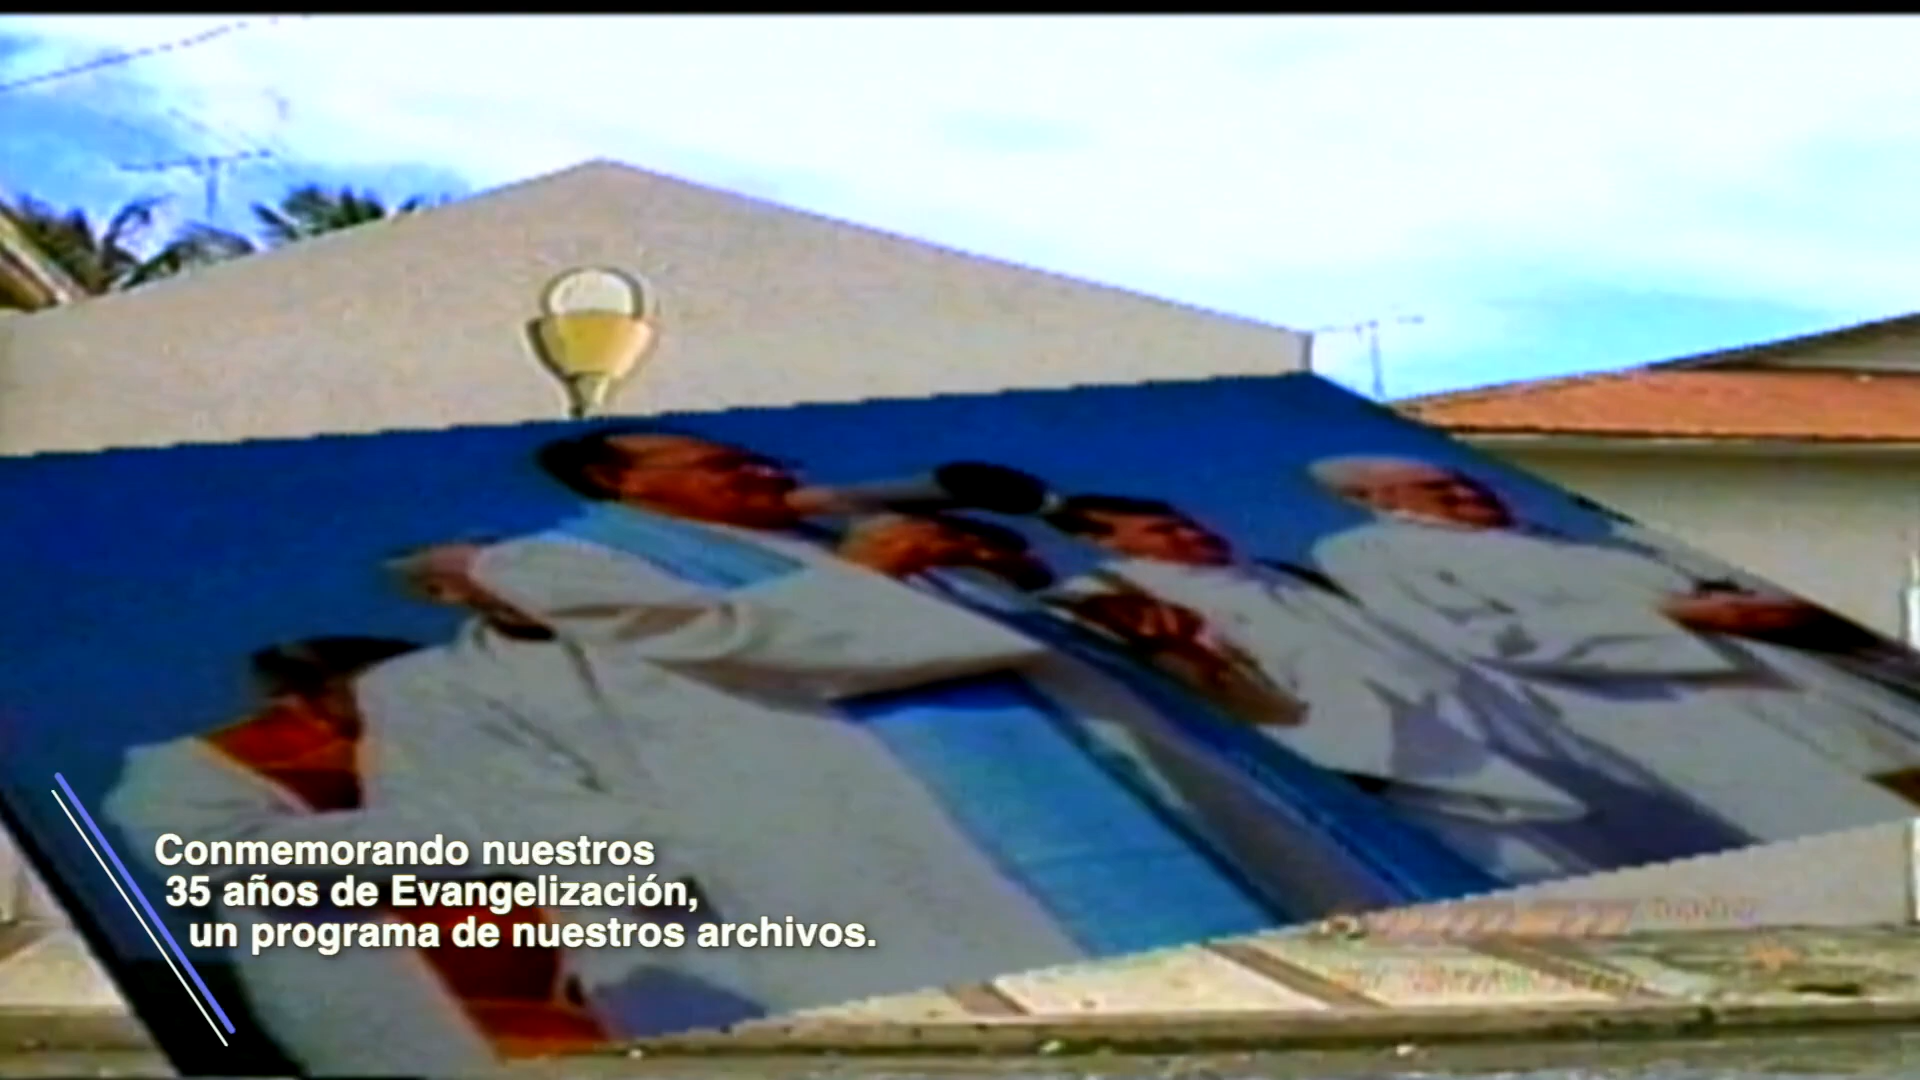 Conmemorando nuestros
35 años de Evangelización,
un programa de nuestros archivos.